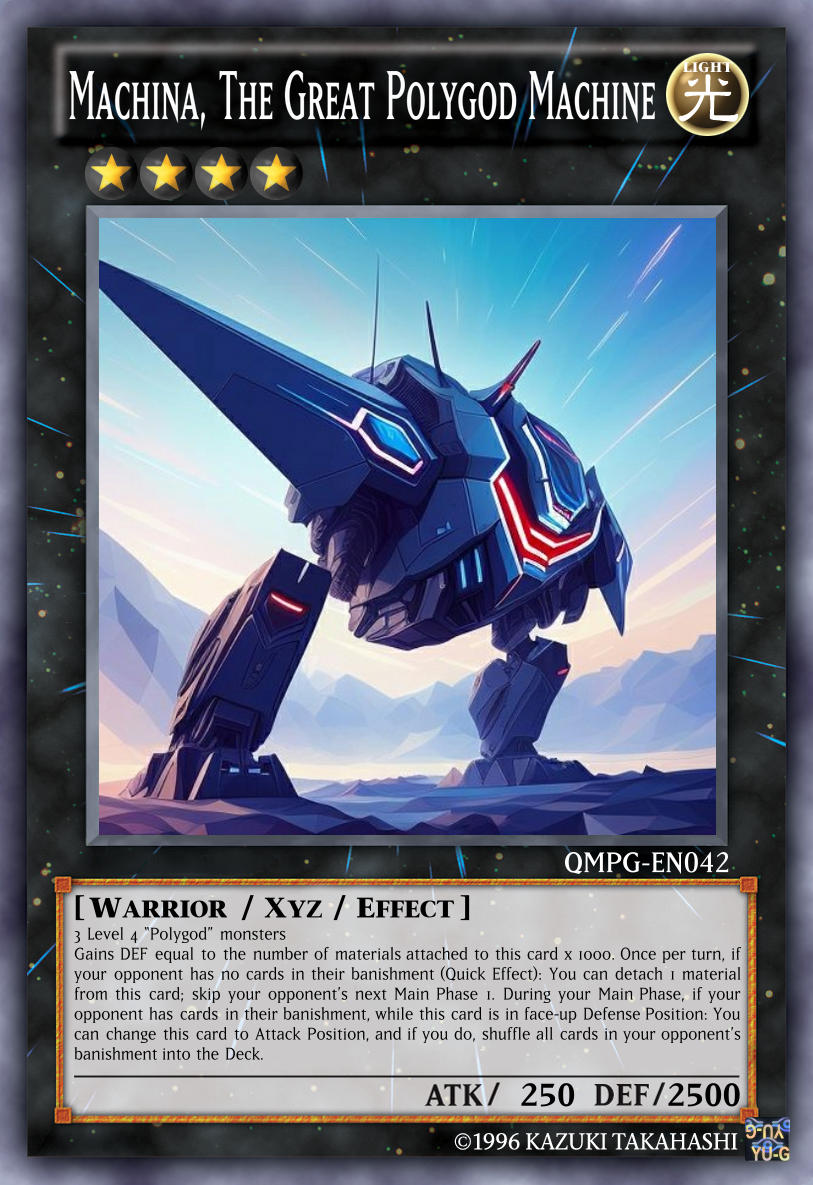 Machina, The Great Polygod Machine
LIGHT
光
QMPG-EN042
[ Warrior / Xyz / Effect ]
3 Level 4 "Polygod" monsters
Gains DEF equal to the number of materials attached to this card x 1000. Once per turn, if
your opponent has no cards in their banishment (Quick Effect): You can detach 1 material
from this card; skip your opponent's next Main Phase 1. During your Main Phase, if your
opponent has cards in their banishment, while this card is in face-up Defense Position: You
can change this card to Attack Position, and if you do, shuffle all cards in your opponent's
banishment into the Deck.
ATK/ 250 DEF/2500
©1996 KAZUKI TAKAHASHI